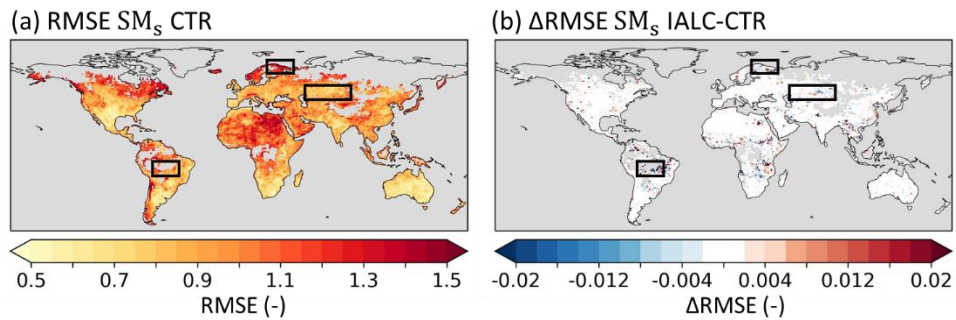 (a) RMSE SMₛ CTR
(b) ΔRMSE SMₛ IALC-CTR
0.5 0.7 0.9 1.1 1.3 1.5
-0.02 -0.012 -0.004 0.004 0.012 0.02
RMSE (-)
ΔRMSE (-)